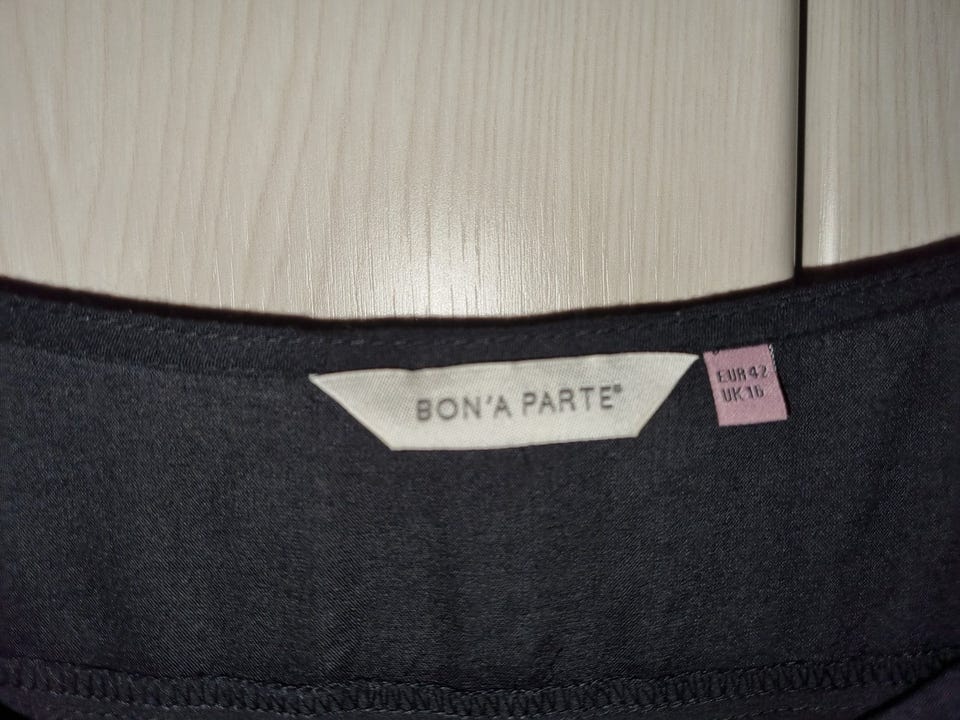 BON'A PARTE®
EUR 42
UK 16